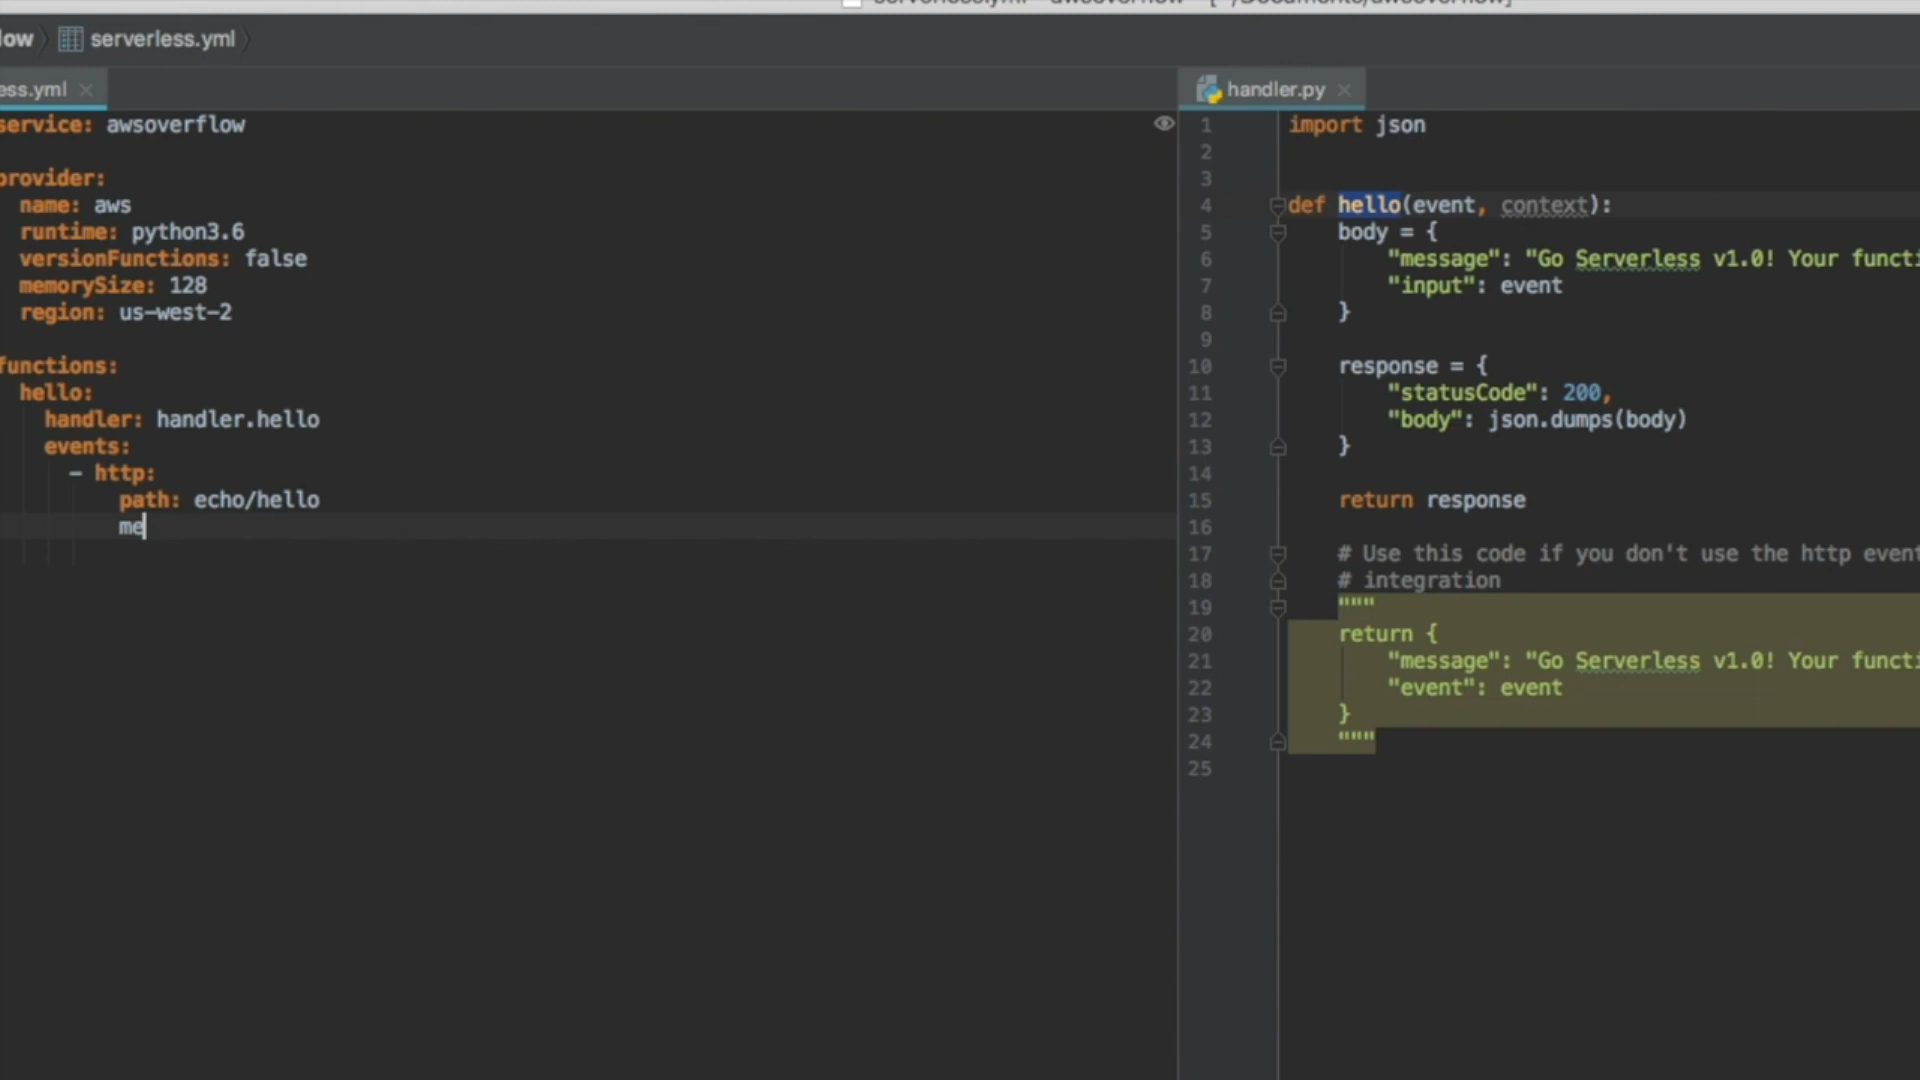 low serverless.yml
ess.yml
service: awsoverflow
provider:
name: aws
runtime: python3.6
versionFunctions: false
memorySize: 128
region: us-west-2
functions:
hello:
handler: handler.hello
events:
- http:
path: echo/hello
me
handler.py
1 import json
2
3
4 def hello(event, context):
5 body = {
6 "message": "Go Serverless v1.0! Your functi
7 "input": event
8 }
9
10 response = {
11 "statusCode": 200,
12 "body": json.dumps(body)
13 }
14
15 return response
16
17 # Use this code if you don't use the http event
18 # integration
19 """
20 return {
21 "message": "Go Serverless v1.0! Your functi
22 "event": event
23 }
24 """
25